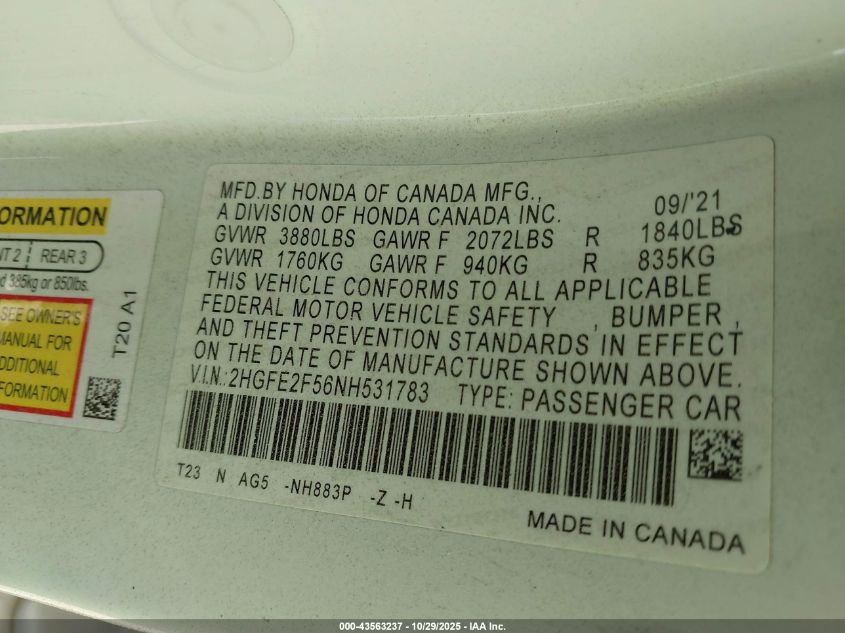 ORMATION
NT 2 REAR 3
d 385kg or 850lbs.
SEE OWNER'S
MANUAL FOR
DDITIONAL
FORMATION
T20 A1
MFD.BY HONDA OF CANADA MFG.,
A DIVISION OF HONDA CANADA INC. 09/'21
GVWR 3880LBS GAWR F 2072LBS R 1840LBS
GVWR 1760KG GAWR F 940KG R 835KG
THIS VEHICLE CONFORMS TO ALL APPLICABLE
FEDERAL MOTOR VEHICLE SAFETY , BUMPER ,
AND THEFT PREVENTION STANDARDS IN EFFECT
ON THE DATE OF MANUFACTURE SHOWN ABOVE.
V.I.N.:2HGFE2F56NH531783 TYPE: PASSENGER CAR
T23 N AG5 -NH883P -Z -H
MADE IN CANADA
000-43563237 - 10/29/2025 - IAA Inc.